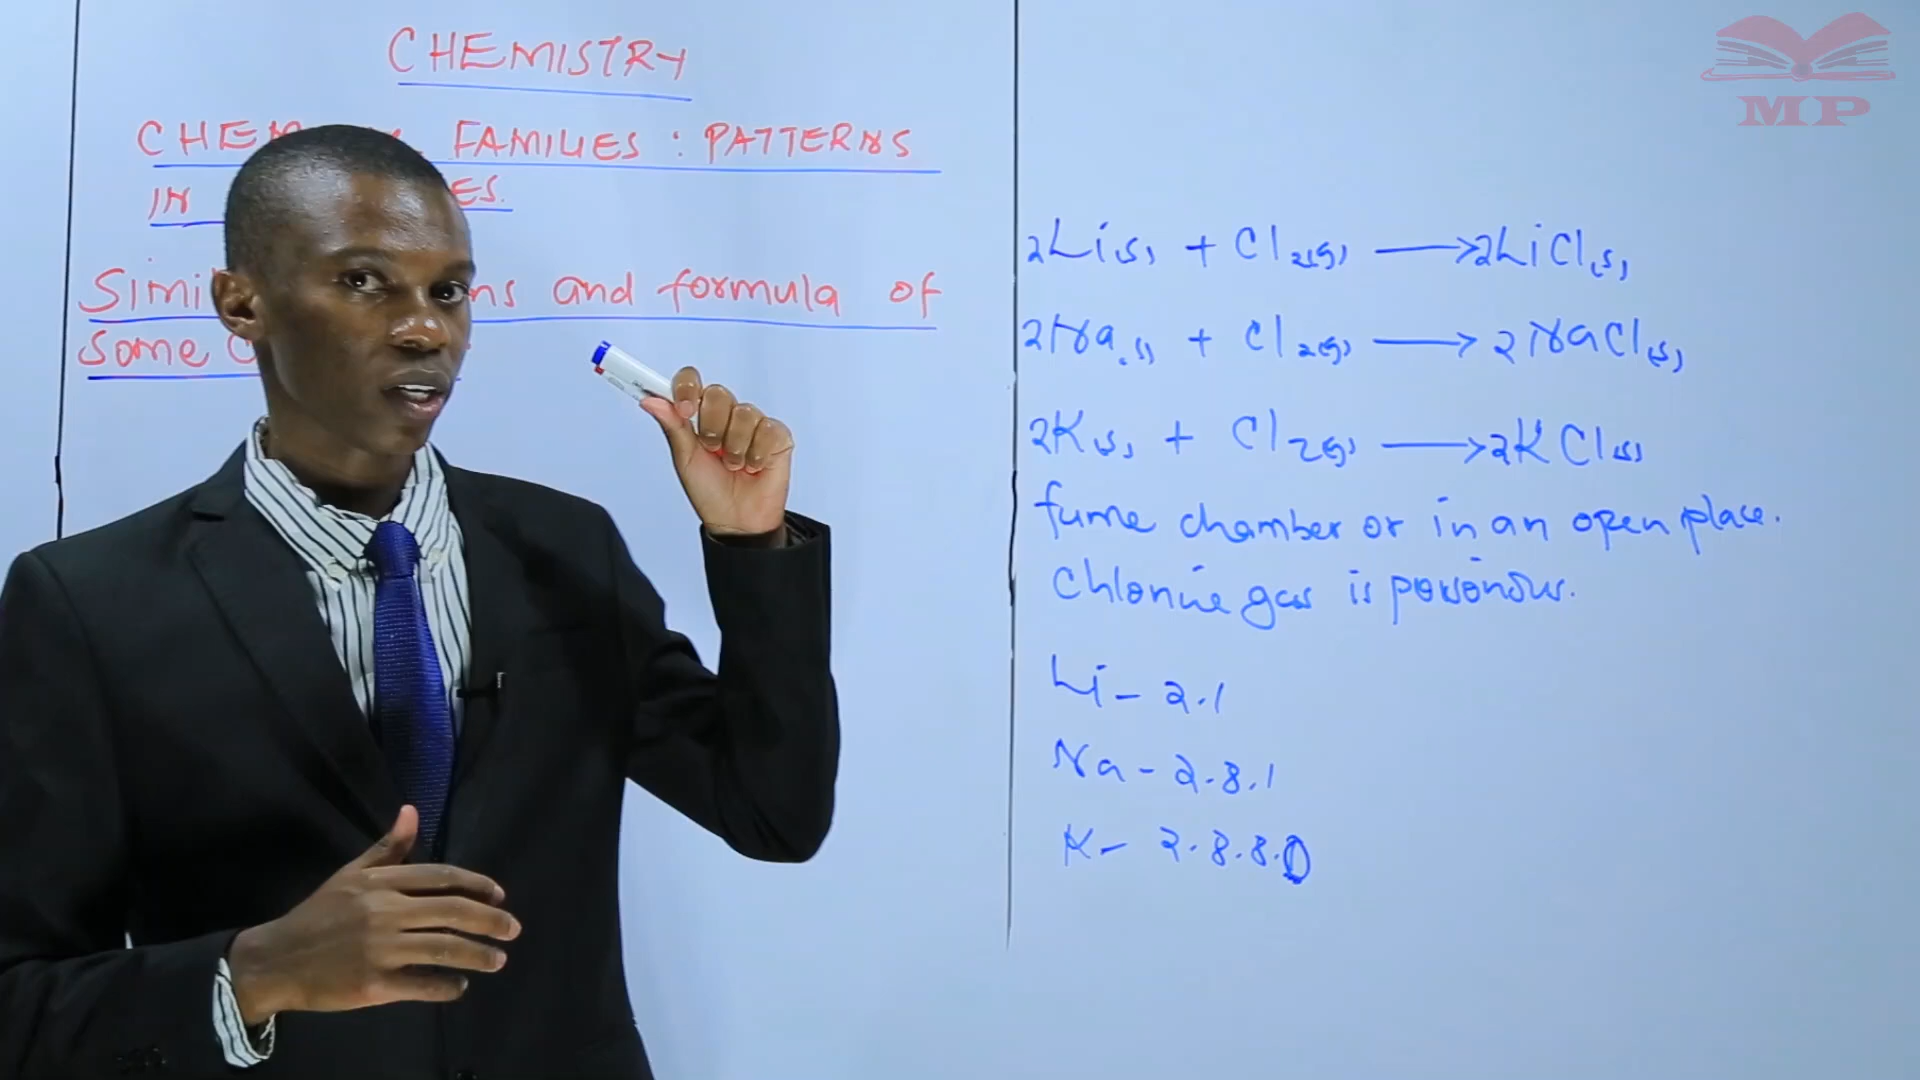 CHEMISTRY
CHEM FAMILIES : PATTERNS
IN ES.
Simi ns and formula of
some
2Li(s) + Cl2(g) → 2LiCl(s)
2Na(s) + Cl2(g) → 2NaCl(s)
2K(s) + Cl2(g) → 2KCl(s)
fume chamber or in an open place.
Chlorine gas is poisonous.
Li – 2.1
Na – 2.8.1
K – 2.8.8.1
MP